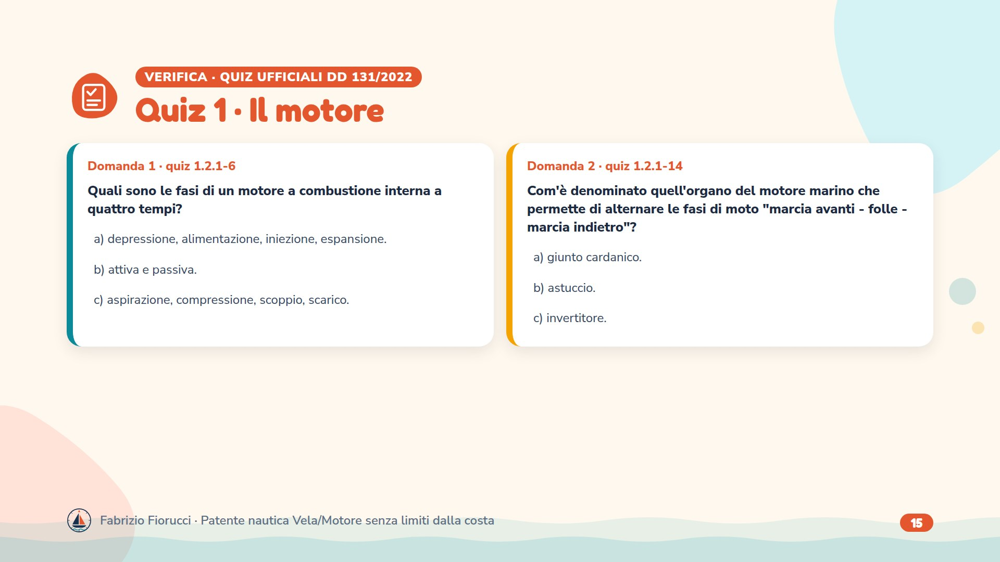 VERIFICA · QUIZ UFFICIALI DD 131/2022
Quiz 1 · Il motore
Domanda 1 · quiz 1.2.1-6
Quali sono le fasi di un motore a combustione interna a
quattro tempi?
a) depressione, alimentazione, iniezione, espansione.
b) attiva e passiva.
c) aspirazione, compressione, scoppio, scarico.
Domanda 2 · quiz 1.2.1-14
Com'è denominato quell'organo del motore marino che
permette di alternare le fasi di moto "marcia avanti - folle -
marcia indietro"?
a) giunto cardanico.
b) astuccio.
c) invertitore.
Fabrizio Fiorucci · Patente nautica Vela/Motore senza limiti dalla costa
15